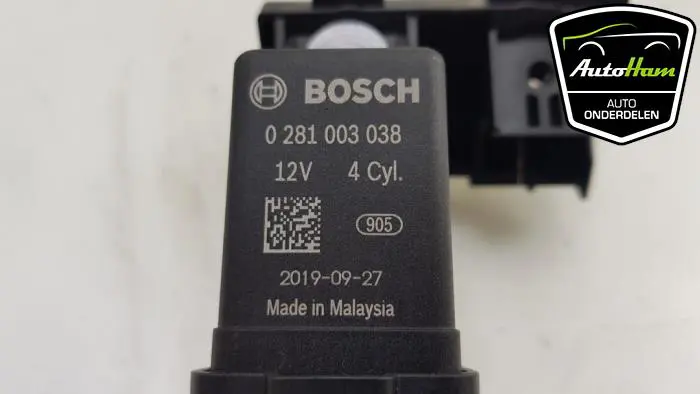 BOSCH
0 281 003 038
12V 4 Cyl.
905
2019-09-27
Made in Malaysia
AutoHam
AUTO
ONDERDELEN